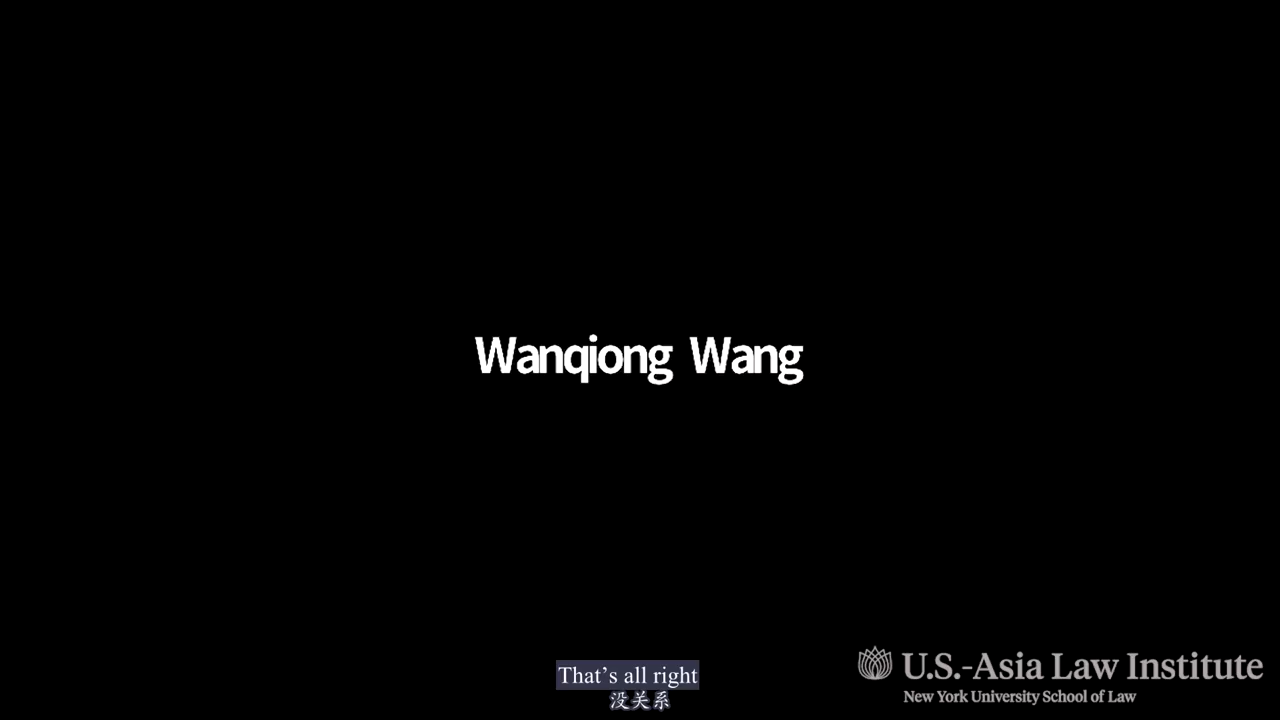 Wanqiong Wang
That’s all right
没关系
U.S.-Asia Law Institute
New York University School of Law